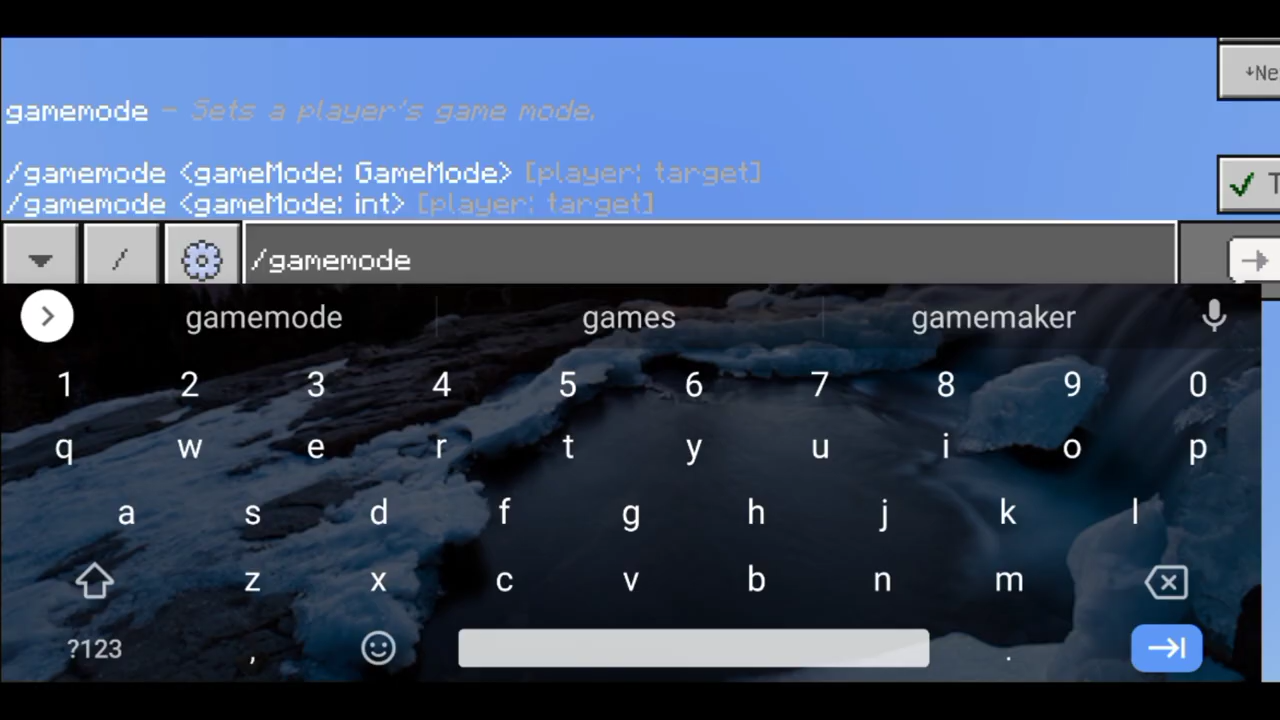 ↓Ne
gamemode - Sets a player's game mode.
/gamemode <gameMode: GameMode> [player: target]
/gamemode <gameMode: int> [player: target]
T
/ /gamemode
gamemode games gamemaker
1 2 3 4 5 6 7 8 9 0
q w e r t y u i o p
a s d f g h j k l
z x c v b n m
?123 , .